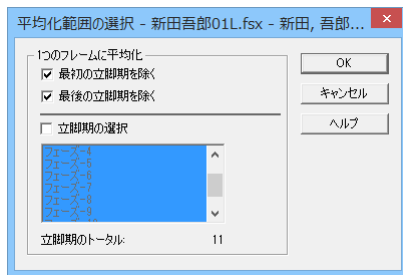 平均化範囲の選択 - 新田吾郎01L.fsx - 新田, 吾郎...
1つのフレームに平均化
最初の立脚期を除く
最後の立脚期を除く
立脚期の選択
フェーズ-4
フェーズ-5
フェーズ-6
フェーズ-7
フェーズ-8
フェーズ-9
立脚期のトータル: 11
OK
キャンセル
ヘルプ